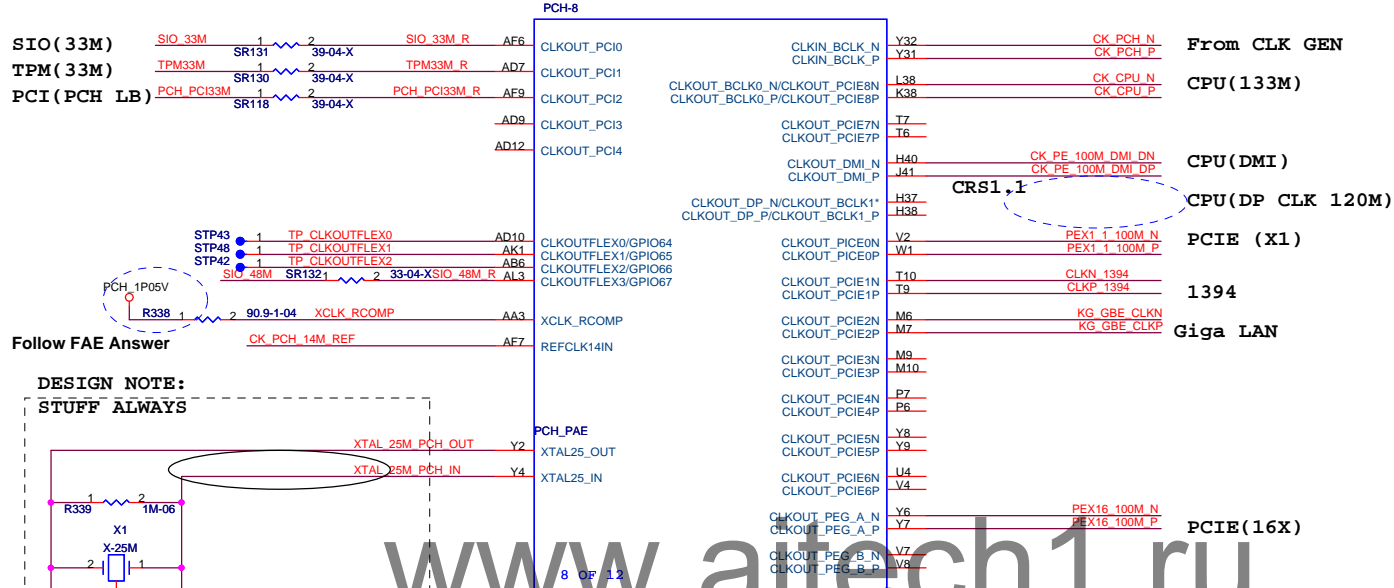 PCH-8
SIO(33M) SIO_33M 1 2 SIO_33M_R AF6 CLKOUT_PCI0
SR131 39-04-X
TPM(33M) TPM33M 1 2 TPM33M_R AD7 CLKOUT_PCI1
SR130 39-04-X
PCI(PCH LB) PCH_PCI33M 1 2 PCH_PCI33M_R AF9 CLKOUT_PCI2
SR118 39-04-X
AD9 CLKOUT_PCI3
AD12 CLKOUT_PCI4
STP43 1 TP_CLKOUTFLEX0 AD10 CLKOUTFLEX0/GPIO64
STP48 1 TP_CLKOUTFLEX1 AK1 CLKOUTFLEX1/GPIO65
STP42 1 TP_CLKOUTFLEX2 AB6 CLKOUTFLEX2/GPIO66
SIO_48M SR132 1 2 33-04-X SIO_48M_R AL3 CLKOUTFLEX3/GPIO67
PCH_1P05V
R338 1 2 90.9-1-04 XCLK_RCOMP AA3 XCLK_RCOMP
Follow FAE Answer
CK_PCH_14M_REF AF7 REFCLK14IN
DESIGN NOTE:
STUFF ALWAYS
PCH_PAE
XTAL_25M_PCH_OUT Y2 XTAL25_OUT
XTAL_25M_PCH_IN Y4 XTAL25_IN
1 2
R339 1M-06
X1
X-25M
2 1
8 OF 12
CLKIN_BCLK_N Y32 CK_PCH_N
CLKIN_BCLK_P Y31 CK_PCH_P
From CLK GEN
CLKOUT_BCLK0_N/CLKOUT_PCIE8N L38 CK_CPU_N
CLKOUT_BCLK0_P/CLKOUT_PCIE8P K38 CK_CPU_P
CPU(133M)
CLKOUT_PCIE7N T7
CLKOUT_PCIE7P T6
CLKOUT_DMI_N H40 CK_PE_100M_DMI_DN
CLKOUT_DMI_P J41 CK_PE_100M_DMI_DP
CPU(DMI)
CRS1.1
CLKOUT_DP_N/CLKOUT_BCLK1* H37
CLKOUT_DP_P/CLKOUT_BCLK1_P H38
CPU(DP CLK 120M)
CLKOUT_PCIE0N V2 PEX1_1_100M_N
CLKOUT_PCIE0P W1 PEX1_1_100M_P
PCIE (X1)
CLKOUT_PCIE1N T10 CLKN_1394
CLKOUT_PCIE1P T9 CLKP_1394
1394
CLKOUT_PCIE2N M6 KG_GBE_CLKN
CLKOUT_PCIE2P M7 KG_GBE_CLKP
Giga LAN
CLKOUT_PCIE3N M9
CLKOUT_PCIE3P M10
CLKOUT_PCIE4N P7
CLKOUT_PCIE4P P6
CLKOUT_PCIE5N Y8
CLKOUT_PCIE5P Y9
CLKOUT_PCIE6N U4
CLKOUT_PCIE6P V4
CLKOUT_PEG_A_N Y6 PEX16_100M_N
CLKOUT_PEG_A_P Y7 PEX16_100M_P
PCIE(16X)
CLKOUT_PEG_B_N V7
CLKOUT_PEG_B_P V8
www.aitech1.ru